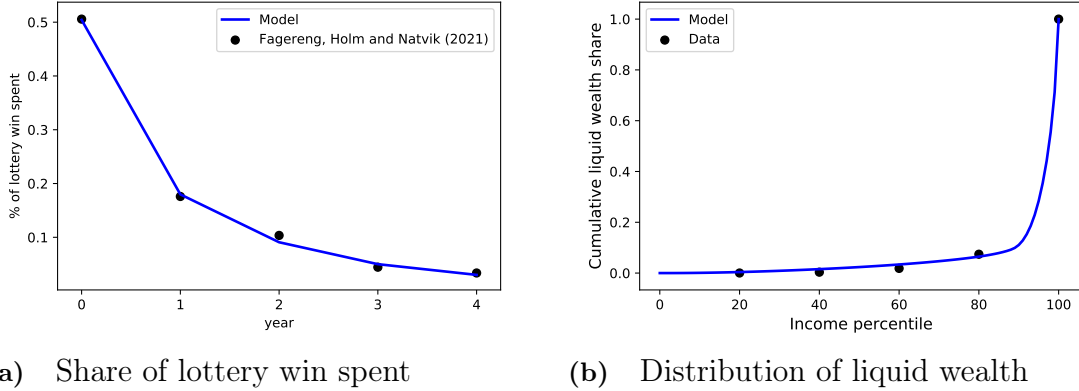 0.5
0.4
0.3
0.2
0.1
% of lottery win spent
Model
Fagereng, Holm and Natvik (2021)
0 1 2 3 4
year
a) Share of lottery win spent
1.0
0.8
0.6
0.4
0.2
0.0
Cumulative liquid wealth share
Model
Data
0 20 40 60 80 100
Income percentile
(b) Distribution of liquid wealth